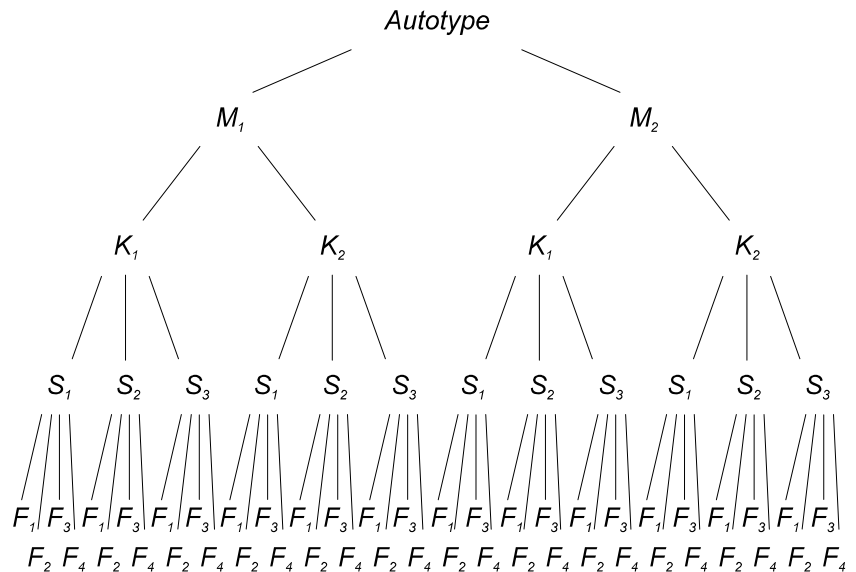 Autotype
M₁ M₂
K₁ K₂ K₁ K₂
S₁ S₂ S₃ S₁ S₂ S₃ S₁ S₂ S₃ S₁ S₂ S₃
F₁ F₃ F₁ F₃ F₁ F₃ F₁ F₃ F₁ F₃ F₁ F₃ F₁ F₃ F₁ F₃ F₁ F₃ F₁ F₃ F₁ F₃ F₁ F₃
F₂ F₄ F₂ F₄ F₂ F₄ F₂ F₄ F₂ F₄ F₂ F₄ F₂ F₄ F₂ F₄ F₂ F₄ F₂ F₄ F₂ F₄ F₂ F₄